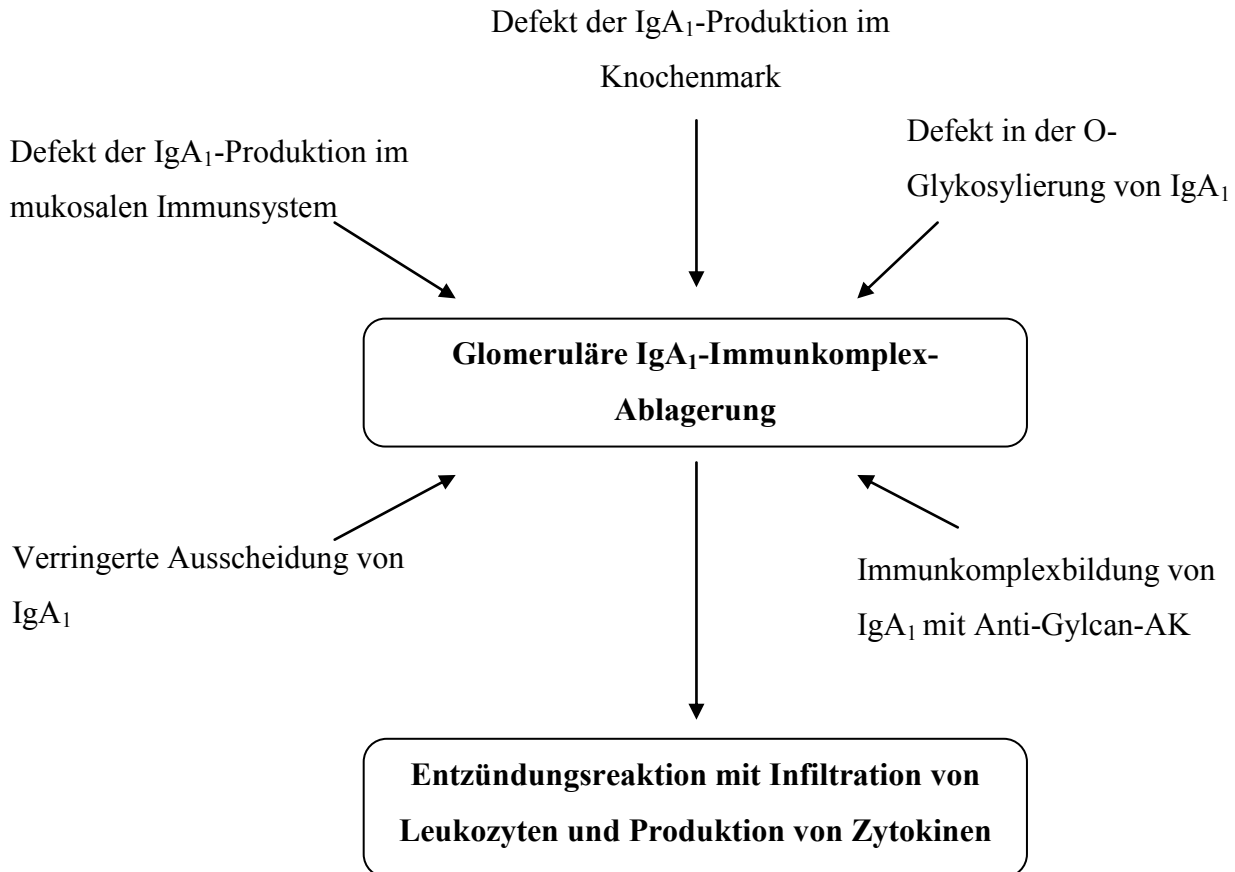 Defekt der IgA₁-Produktion im
Knochenmark
Defekt der IgA₁-Produktion im
mukosalen Immunsystem
Defekt in der O-
Glykosylierung von IgA₁
Glomeruläre IgA₁-Immunkomplex-
Ablagerung
Verringerte Ausscheidung von
IgA₁
Immunkomplexbildung von
IgA₁ mit Anti-Gylcan-AK
Entzündungsreaktion mit Infiltration von
Leukozyten und Produktion von Zytokinen